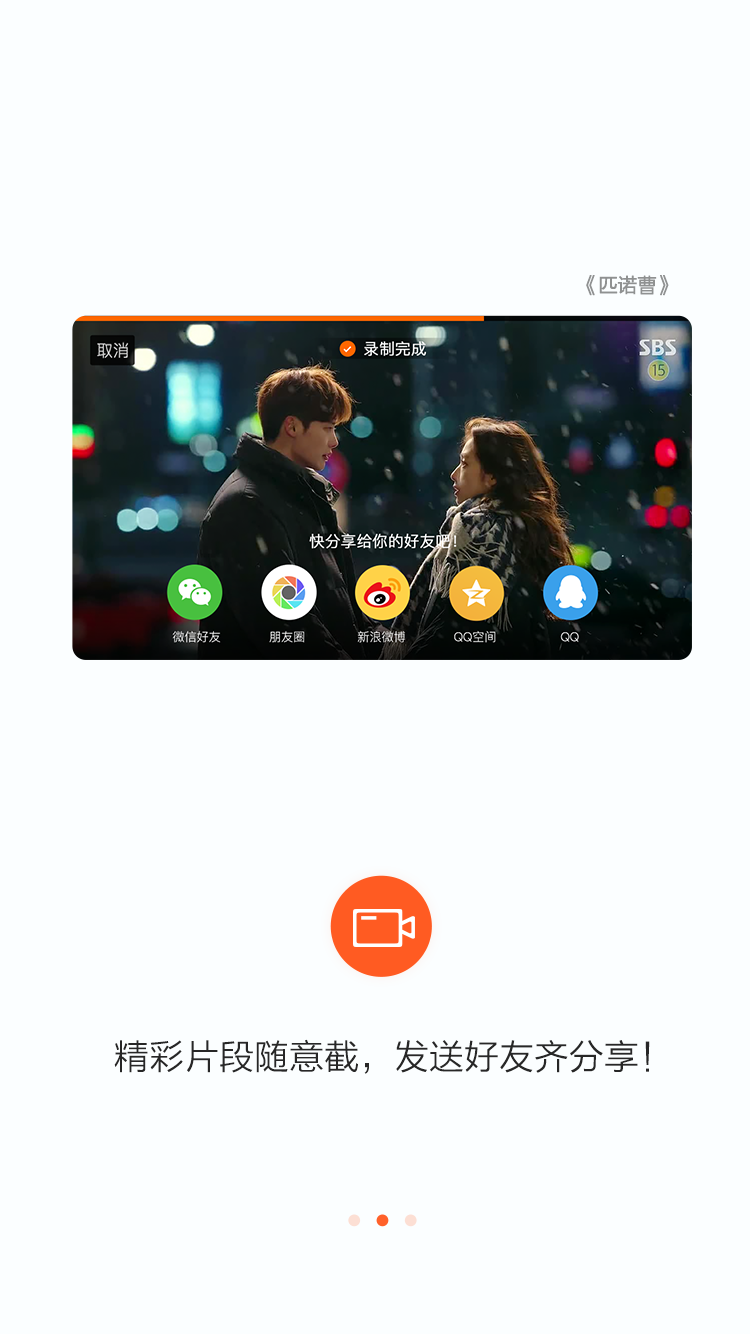 《匹诺曹》
取消
录制完成
SBS
15
快分享给你的好友吧！
微信好友
朋友圈
新浪微博
QQ空间
QQ
精彩片段随意截，发送好友齐分享！